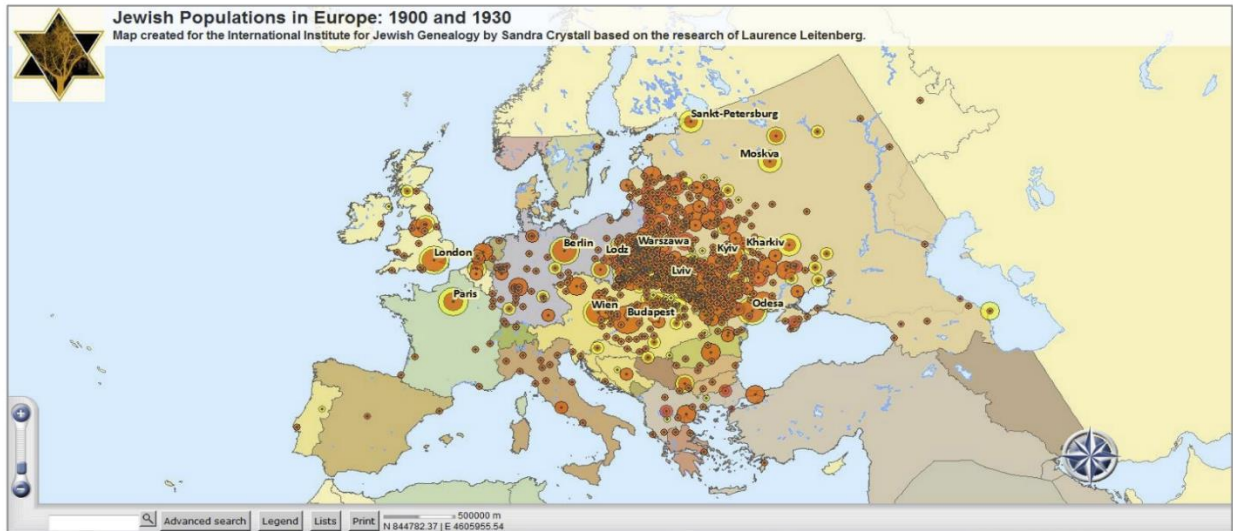 Jewish Populations in Europe: 1900 and 1930
Map created for the International Institute for Jewish Genealogy by Sandra Crystall based on the research of Laurence Leitenberg.
Sankt-Petersburg
Moskva
London
Berlin
Lodz
Warszawa
Kyiv
Kharkiv
Lviv
Paris
Wien
Budapest
Odesa
Advanced search
Legend
Lists
Print
500000 m
N 844782.37 | E 4605955.54